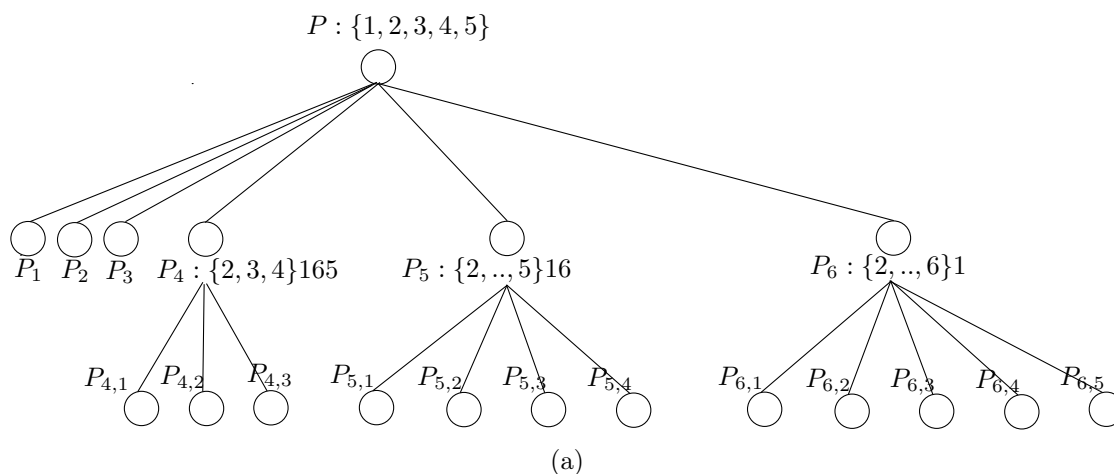 P : {1, 2, 3, 4, 5}
P₁ P₂ P₃ P₄ : {2, 3, 4}165 P₅ : {2, .., 5}16 P₆ : {2, .., 6}1
P₄,₁ P₄,₂ P₄,₃ P₅,₁ P₅,₂ P₅,₃ P₅,₄ P₆,₁ P₆,₂ P₆,₃ P₆,₄ P₆,₅
(a)